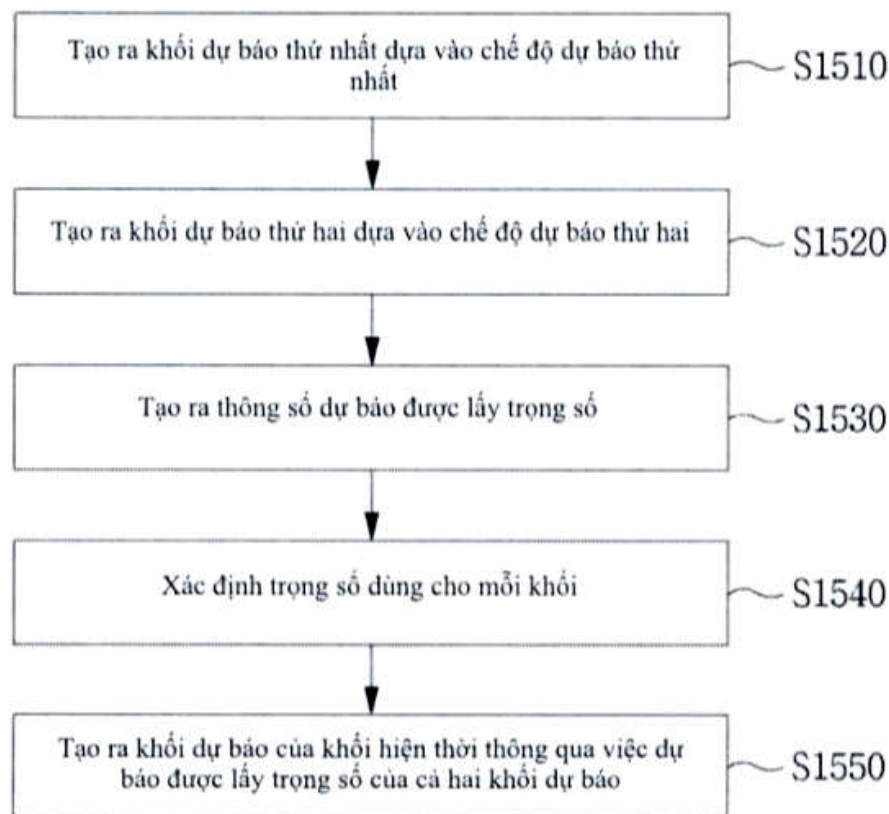 Tạo ra khối dự báo thứ nhất dựa vào chế độ dự báo thứ
nhất
S1510
Tạo ra khối dự báo thứ hai dựa vào chế độ dự báo thứ hai
S1520
Tạo ra thông số dự báo được lấy trọng số
S1530
Xác định trọng số dùng cho mỗi khối
S1540
Tạo ra khối dự báo của khối hiện thời thông qua việc dự
báo được lấy trọng số của cả hai khối dự báo
S1550